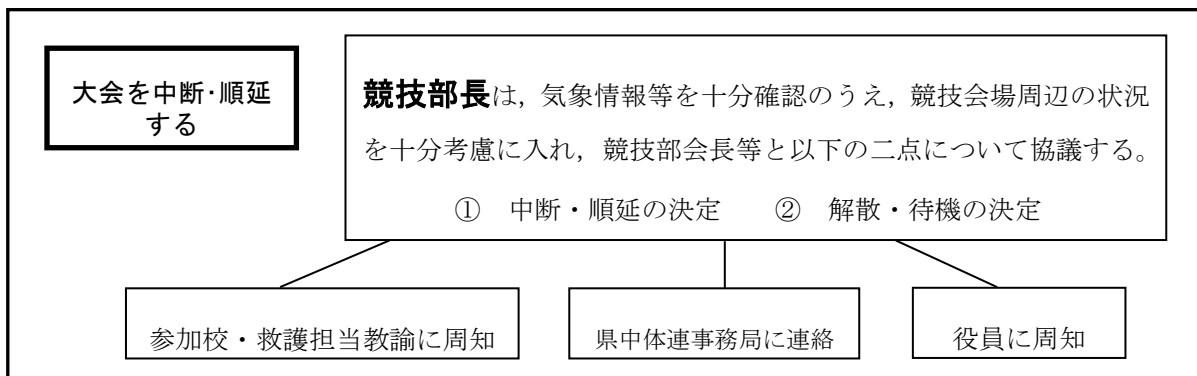 大会を中断・順延
する
競技部長は，気象情報等を十分確認のうえ，競技会場周辺の状況
を十分考慮に入れ，競技部会長等と以下の二点について協議する。
①　中断・順延の決定　　②　解散・待機の決定
参加校・救護担当教諭に周知
県中体連事務局に連絡
役員に周知